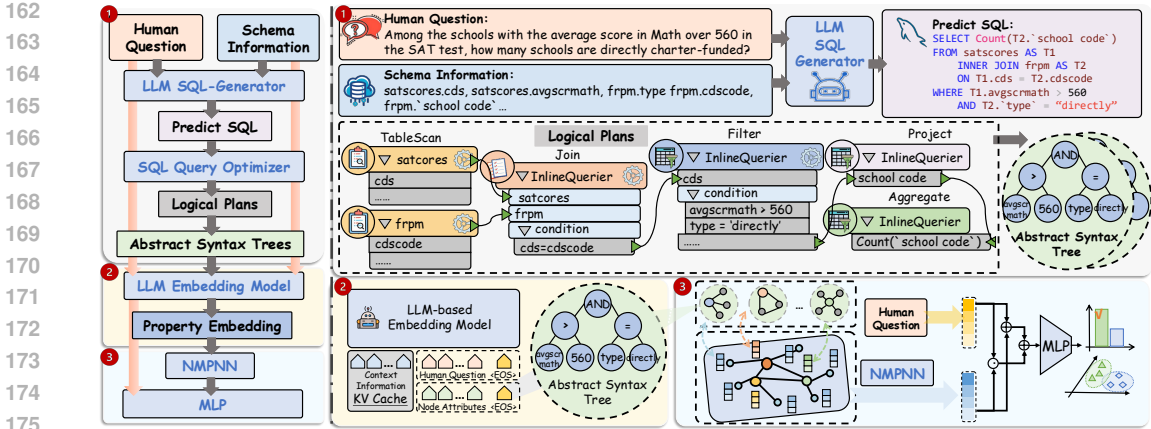 162
163
164
165
166
167
168
169
170
171
172
173
174
175
1
Human
Question
Schema
Information
LLM SQL-Generator
Predict SQL
SQL Query Optimizer
Logical Plans
Abstract Syntax Trees
2
LLM Embedding Model
Property Embedding
3
NMPNN
MLP
1
Human Question:
Among the schools with the average score in Math over 560 in
the SAT test, how many schools are directly charter-funded?
Schema Information:
satscores.cds, satscores.avgscrmath, frpm.type frpm.cdscode,
frpm.`school code`…
LLM
SQL
Generator
Predict SQL:
SELECT Count(T2.`school code`)
FROM satscores AS T1
INNER JOIN frpm AS T2
ON T1.cds = T2.cdscode
WHERE T1.avgscrmath > 560
AND T2.`type` = “directly”
Logical Plans
TableScan
satcores
cds
……
frpm
cdscode
……
Join
InlineQuerier
satcores
frpm
condition
cds=cdscode
Filter
InlineQuerier
cds
condition
avgscrmath > 560
type = 'directly'
……
Project
InlineQuerier
school code
Aggregate
InlineQuerier
Count(`school code`)
AND
>
=
avgscr
math
560
type
directly
Abstract Syntax
Tree
2
LLM-based
Embedding Model
Context
Information
KV Cache
…
Human Question
<EOS>
…
Node Attributes
<EOS>
AND
>
=
avgscr
math
560
type
directly
Abstract Syntax
Tree
3
…
Human
Question
NMPNN
MLP